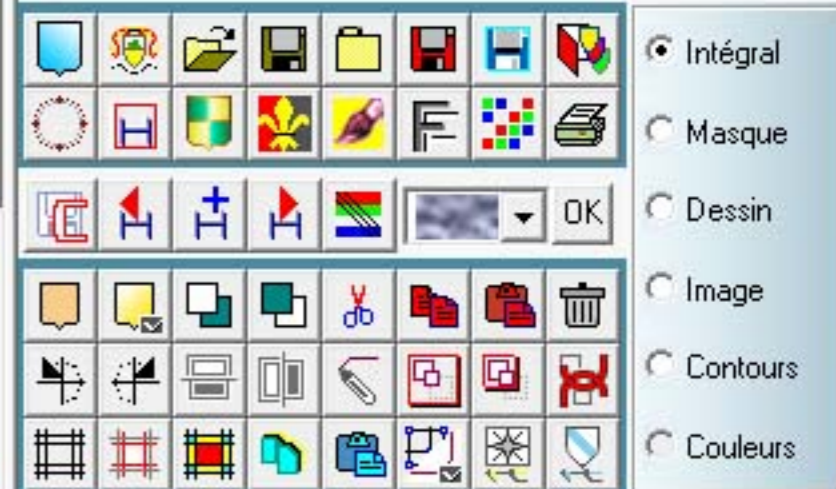 Intégral
Masque
OK
Dessin
Image
Contours
Couleurs